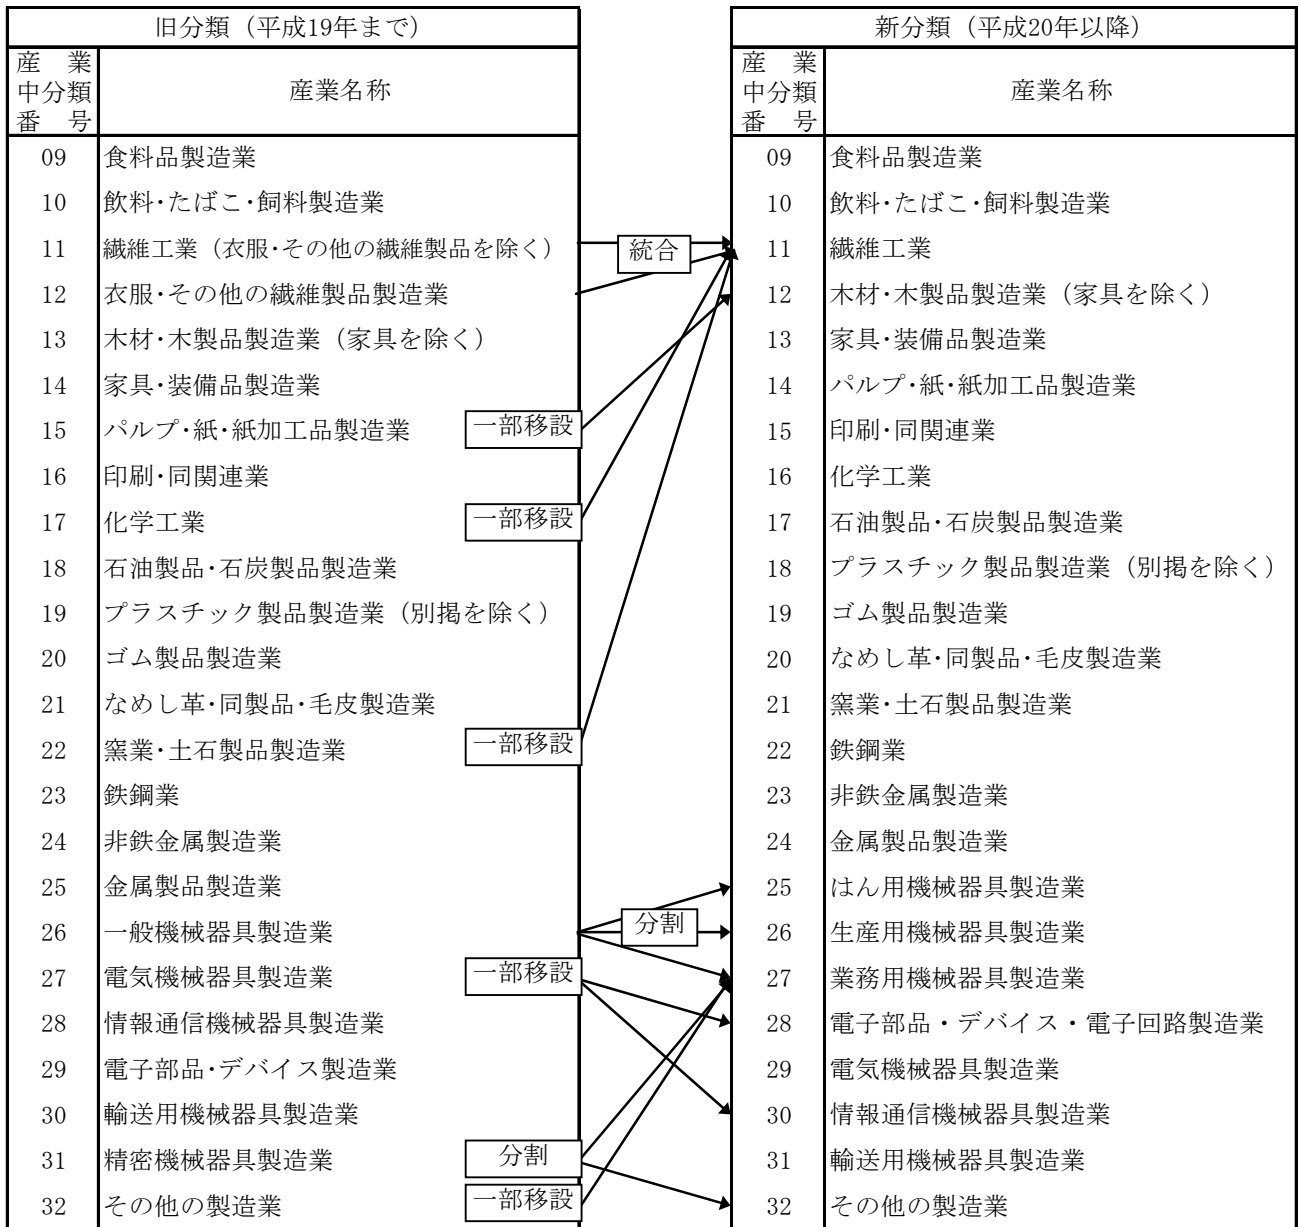 旧分類（平成19年まで）
産　業
中分類
番　号
産業名称
09 食料品製造業
10 飲料・たばこ・飼料製造業
11 繊維工業（衣服・その他の繊維製品を除く）
12 衣服・その他の繊維製品製造業
13 木材・木製品製造業（家具を除く）
14 家具・装備品製造業
15 パルプ・紙・紙加工品製造業 一部移設
16 印刷・同関連業
17 化学工業 一部移設
18 石油製品・石炭製品製造業
19 プラスチック製品製造業（別掲を除く）
20 ゴム製品製造業
21 なめし革・同製品・毛皮製造業
22 窯業・土石製品製造業 一部移設
23 鉄鋼業
24 非鉄金属製造業
25 金属製品製造業
26 一般機械器具製造業
27 電気機械器具製造業 一部移設
28 情報通信機械器具製造業
29 電子部品・デバイス製造業
30 輸送用機械器具製造業
31 精密機械器具製造業 分割
32 その他の製造業 一部移設
統合
分割
新分類（平成20年以降）
産　業
中分類
番　号
産業名称
09 食料品製造業
10 飲料・たばこ・飼料製造業
11 繊維工業
12 木材・木製品製造業（家具を除く）
13 家具・装備品製造業
14 パルプ・紙・紙加工品製造業
15 印刷・同関連業
16 化学工業
17 石油製品・石炭製品製造業
18 プラスチック製品製造業（別掲を除く）
19 ゴム製品製造業
20 なめし革・同製品・毛皮製造業
21 窯業・土石製品製造業
22 鉄鋼業
23 非鉄金属製造業
24 金属製品製造業
25 はん用機械器具製造業
26 生産用機械器具製造業
27 業務用機械器具製造業
28 電子部品・デバイス・電子回路製造業
29 電気機械器具製造業
30 情報通信機械器具製造業
31 輸送用機械器具製造業
32 その他の製造業